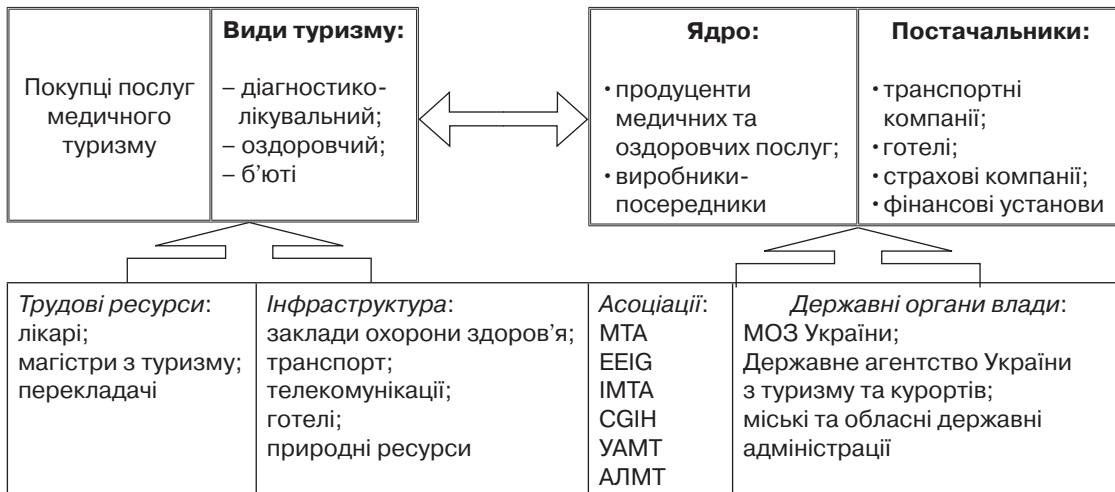 Покупці послуг
медичного
туризму
Види туризму:
– діагностико-
лікувальний;
– оздоровчий;
– б’юті
Ядро:
• продуценти
медичних та
оздоровчих послуг;
• виробники-
посередники
Постачальники:
• транспортні
компанії;
• готелі;
• страхові компанії;
• фінансові установи
Трудові ресурси:
лікарі;
магістри з туризму;
перекладачі
Інфраструктура:
заклади охорони здоров’я;
транспорт;
телекомунікації;
готелі;
природні ресурси
Асоціації:
МТА
EEIG
ІМТА
CGIH
УАМТ
АЛМТ
Державні органи влади:
МОЗ України;
Державне агентство України
з туризму та курортів;
міські та обласні державні
адміністрації